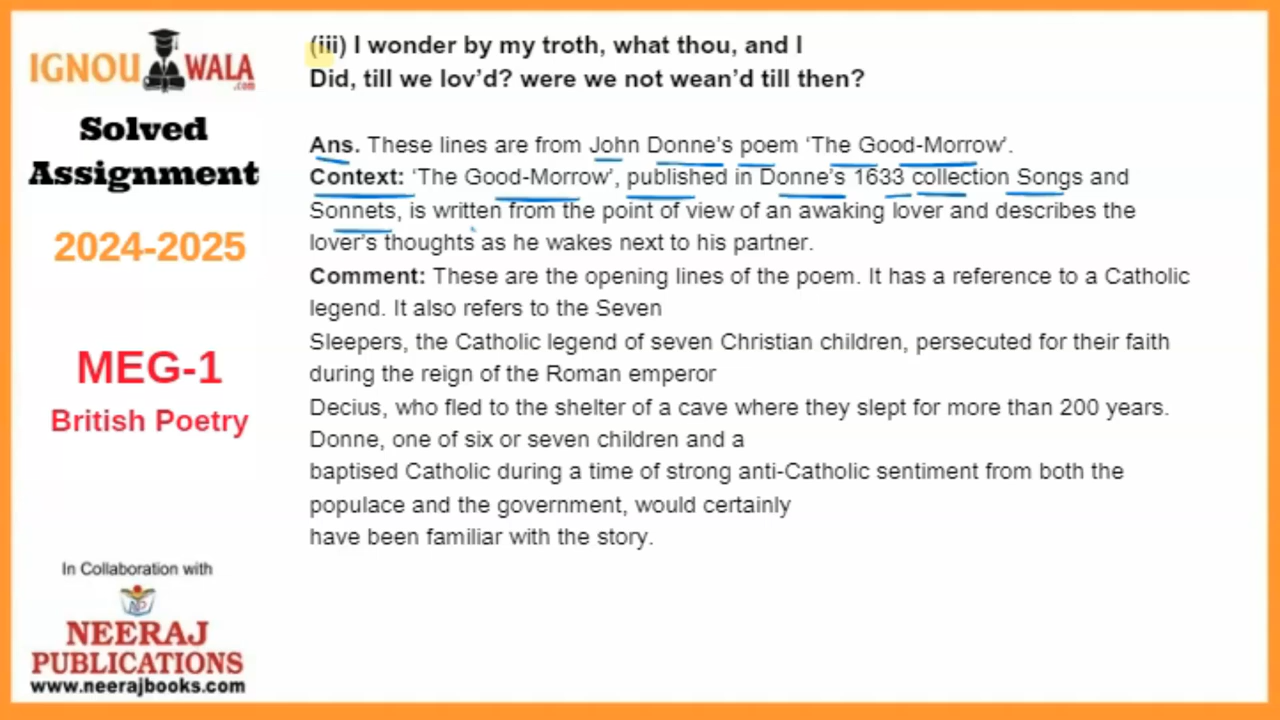 IGNOU WALA
.com
Solved
Assignment
2024-2025
MEG-1
British Poetry
In Collaboration with
NP
NEERAJ
PUBLICATIONS
www.neerajbooks.com
(iii) I wonder by my troth, what thou, and I
Did, till we lov’d? were we not wean’d till then?
Ans. These lines are from John Donne’s poem ‘The Good-Morrow’.
Context: ‘The Good-Morrow’, published in Donne’s 1633 collection Songs and
Sonnets, is written from the point of view of an awaking lover and describes the
lover’s thoughts as he wakes next to his partner.
Comment: These are the opening lines of the poem. It has a reference to a Catholic
legend. It also refers to the Seven
Sleepers, the Catholic legend of seven Christian children, persecuted for their faith
during the reign of the Roman emperor
Decius, who fled to the shelter of a cave where they slept for more than 200 years.
Donne, one of six or seven children and a
baptised Catholic during a time of strong anti-Catholic sentiment from both the
populace and the government, would certainly
have been familiar with the story.